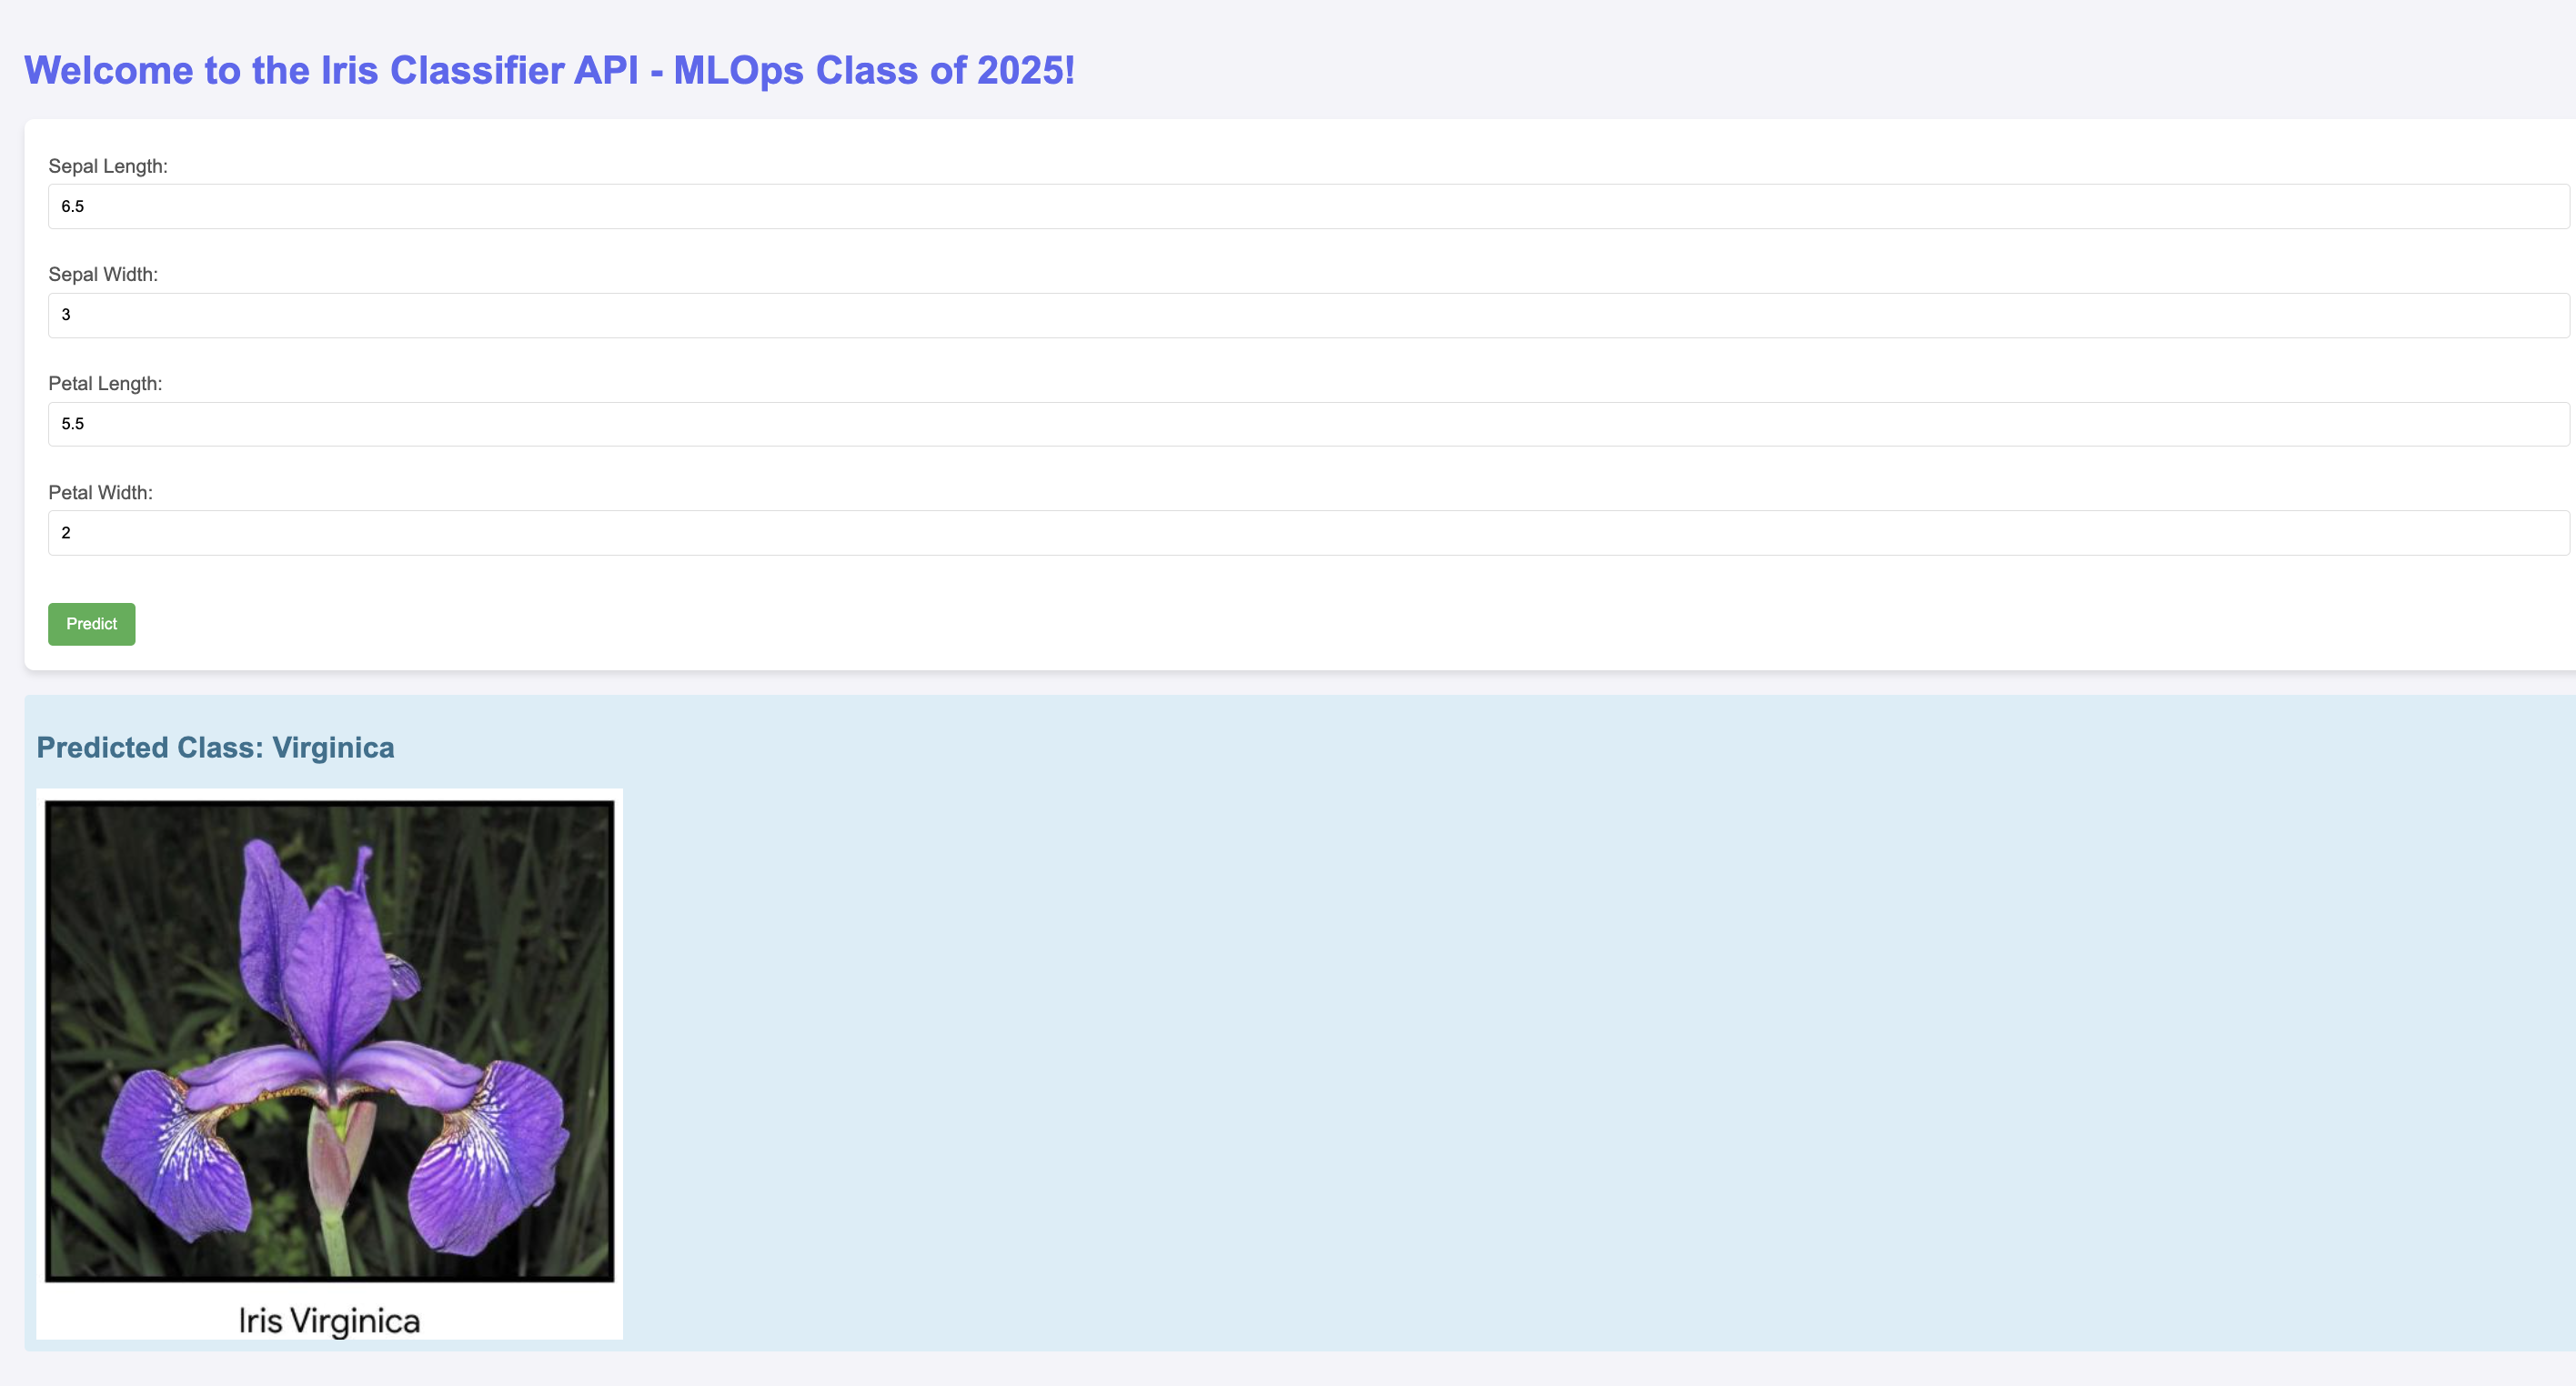 Welcome to the Iris Classifier API - MLOps Class of 2025!
Sepal Length:
6.5
Sepal Width:
3
Petal Length:
5.5
Petal Width:
2
Predict
Predicted Class: Virginica
Iris Virginica